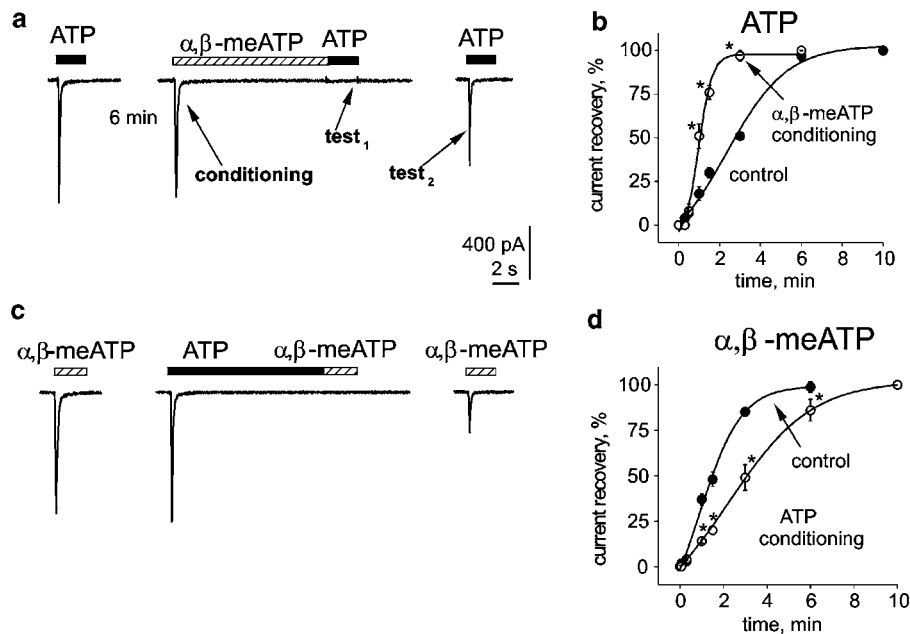 a
ATP
α,β-meATP
ATP
ATP
6 min
conditioning
test1
test2
400 pA
2 s
b
ATP
current recovery, %
100
75
50
25
0
* * *
α,β-meATP
conditioning
control
0 2 4 6 8 10
time, min
c
α,β-meATP
ATP
α,β-meATP
α,β-meATP
d
α,β -meATP
current recovery, %
100
75
50
25
0
* * * *
control
ATP
conditioning
0 2 4 6 8 10
time, min